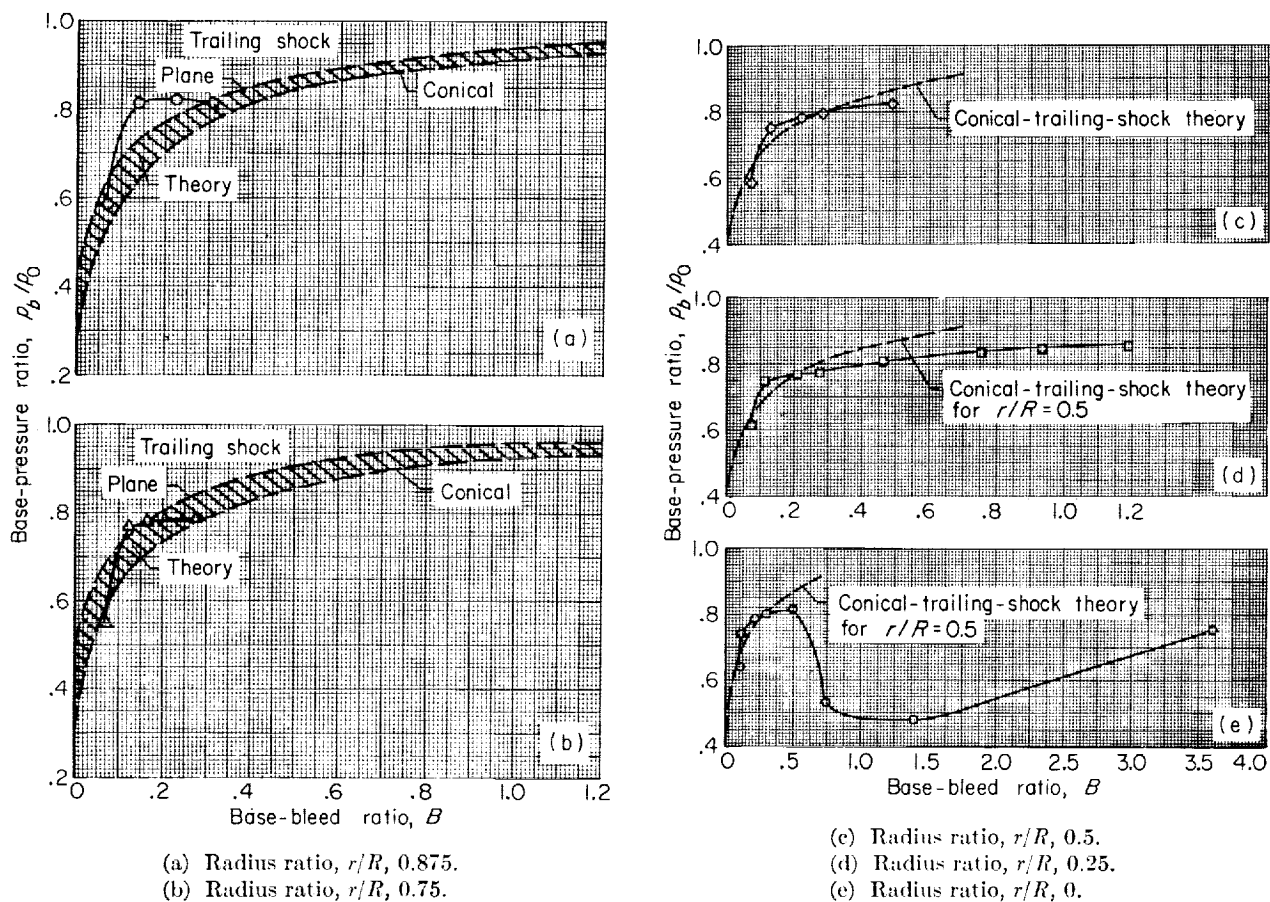 1.0
Trailing shock
Plane
Conical
.8
.6
Theory
.4
(a)
.2
1.0
Trailing shock
Plane
Conical
.8
Theory
.6
.4
(b)
.2
0 .2 .4 .6 .8 1.0 1.2
Base-bleed ratio, B
Base-pressure ratio, p_b/p_0
(a) Radius ratio, r/R, 0.875.
(b) Radius ratio, r/R, 0.75.
1.0
.8
Conical-trailing-shock theory
.6
(c)
.4
1.0
.8
Conical-trailing-shock theory
for r/R = 0.5
.6
(d)
.4
0 .2 .4 .6 .8 1.0 1.2
1.0
Conical-trailing-shock theory
for r/R = 0.5
.8
.6
(e)
.4
0 .5 1.0 1.5 2.0 2.5 3.0 3.5 4.0
Base-bleed ratio, B
Base-pressure ratio, p_b/p_0
(c) Radius ratio, r/R, 0.5.
(d) Radius ratio, r/R, 0.25.
(e) Radius ratio, r/R, 0.